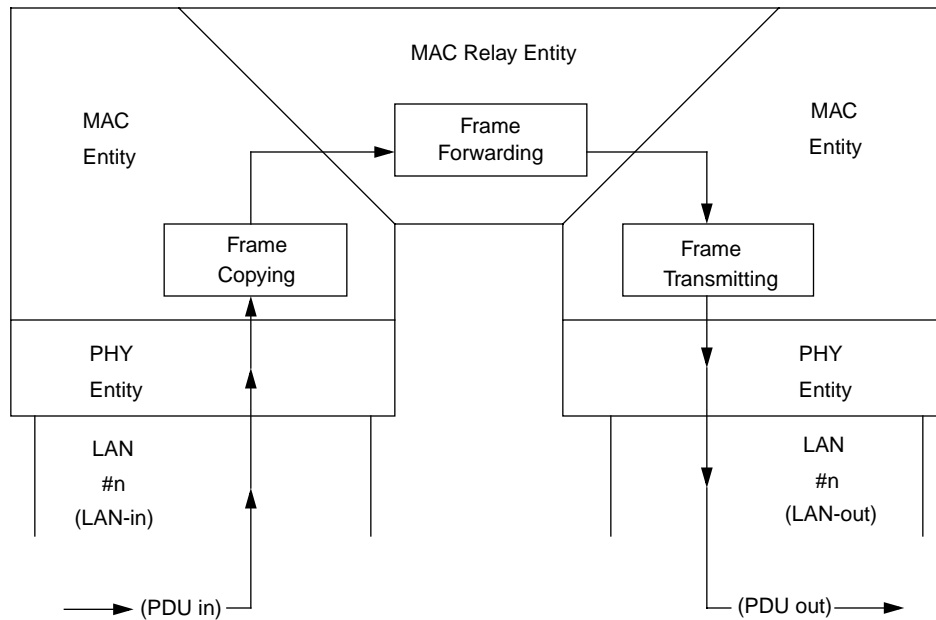 MAC Relay Entity
MAC
Entity
Frame
Forwarding
MAC
Entity
Frame
Copying
Frame
Transmitting
PHY
Entity
PHY
Entity
LAN
#n
(LAN-in)
LAN
#n
(LAN-out)
(PDU in)
(PDU out)